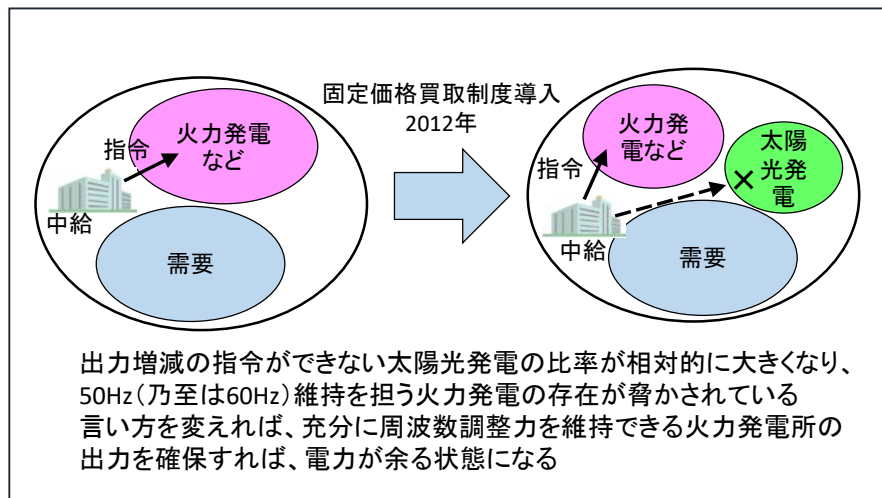 固定価格買取制度導入
2012年
火力発電
など
指令
中給
需要
火力発
電など
太陽
光発
電
指令
中給
需要
出力増減の指令ができない太陽光発電の比率が相対的に大きくなり、
50Hz(乃至は60Hz)維持を担う火力発電の存在が脅かされている
言い方を変えれば、充分に周波数調整力を維持できる火力発電所の
出力を確保すれば、電力が余る状態になる